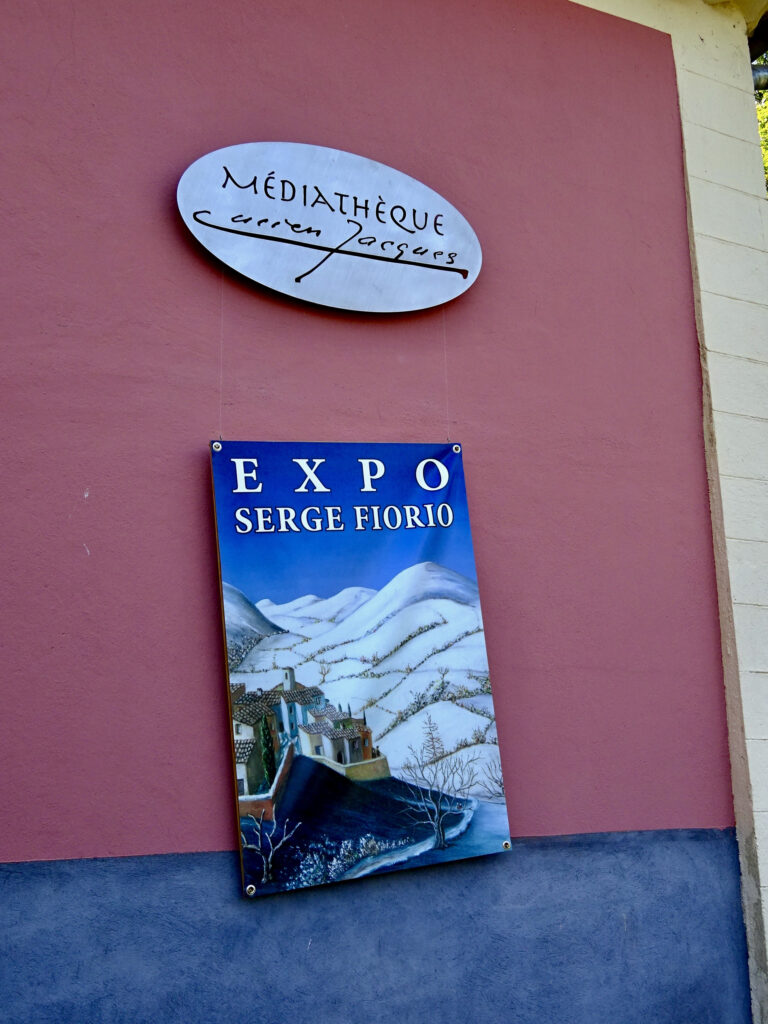 MÉDIATHÈQUE
Lucien Jacques
EXPO
SERGE FIORIO